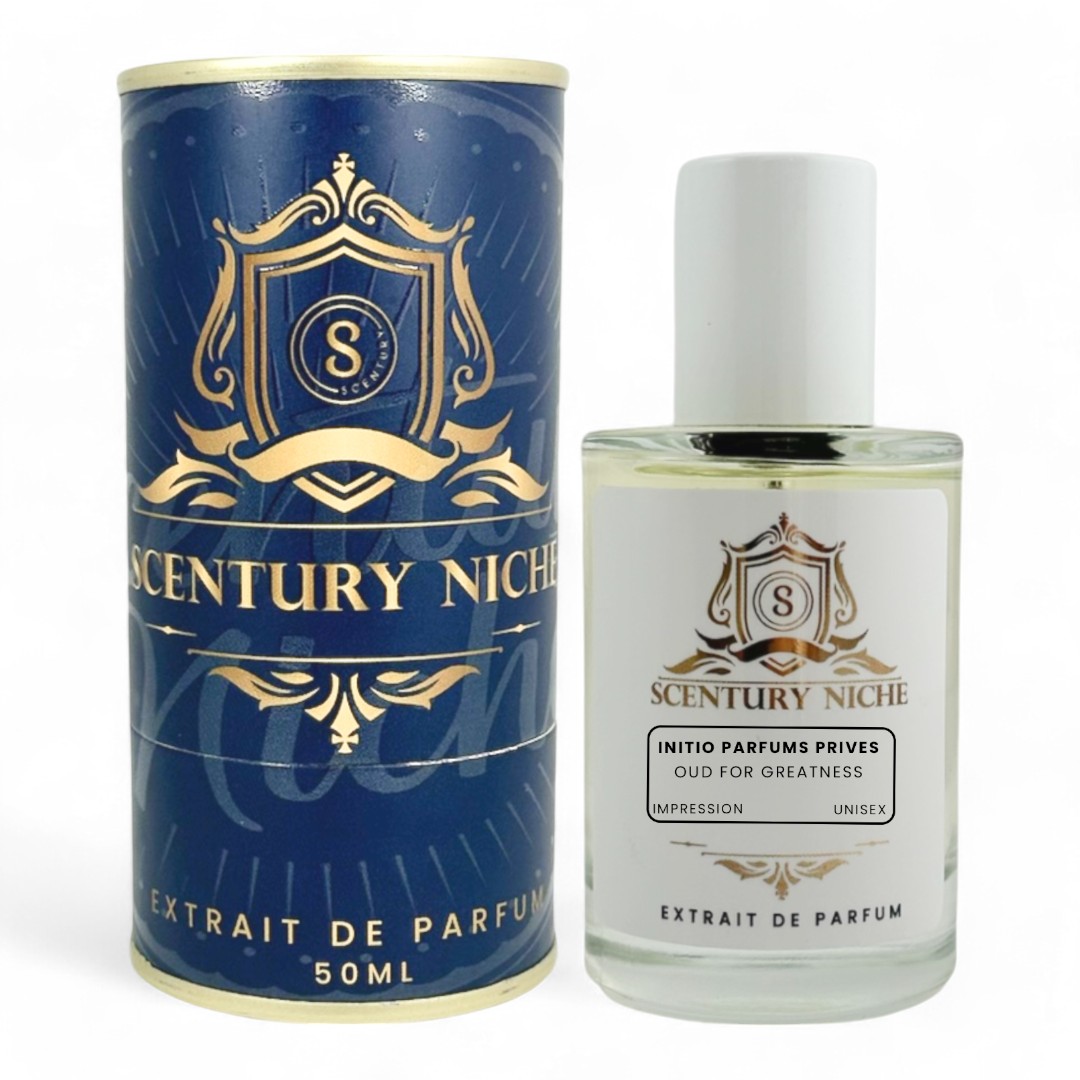 S
SCENTURY
SCENTURY NICHE
EXTRAIT DE PARFUM
50ML
S
SCENTURY NICHE
INITIO PARFUMS PRIVES
OUD FOR GREATNESS
IMPRESSION UNISEX
EXTRAIT DE PARFUM